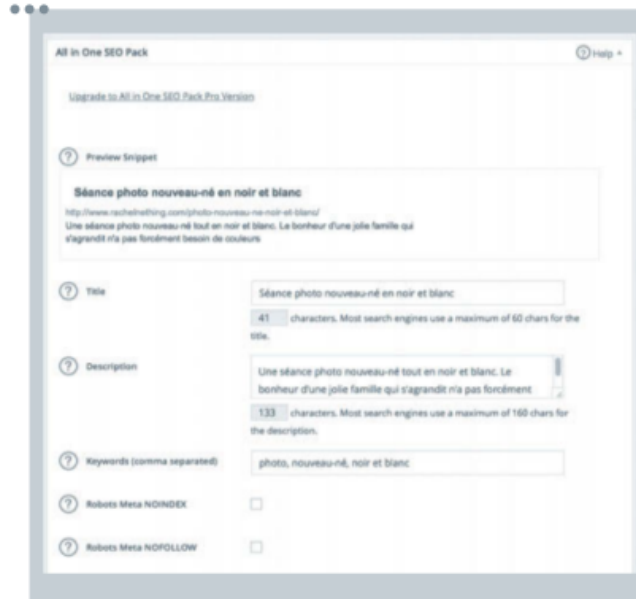 All in One SEO Pack
Help
Upgrade to All in One SEO Pack Pro Version
Preview Snippet
Séance photo nouveau-né en noir et blanc
http://www.rachelnething.com/photo-nouveau-ne-noir-et-blanc/
Une séance photo nouveau-né tout en noir et blanc. Le bonheur d'une jolie famille qui
s'agrandit n'a pas forcément besoin de couleurs
Title
Séance photo nouveau-né en noir et blanc
41 characters. Most search engines use a maximum of 60 chars for the
title.
Description
Une séance photo nouveau-né tout en noir et blanc. Le
bonheur d'une jolie famille qui s'agrandit n'a pas forcément
133 characters. Most search engines use a maximum of 160 chars for
the description.
Keywords (comma separated)
photo, nouveau-né, noir et blanc
Robots Meta NOINDEX
Robots Meta NOFOLLOW